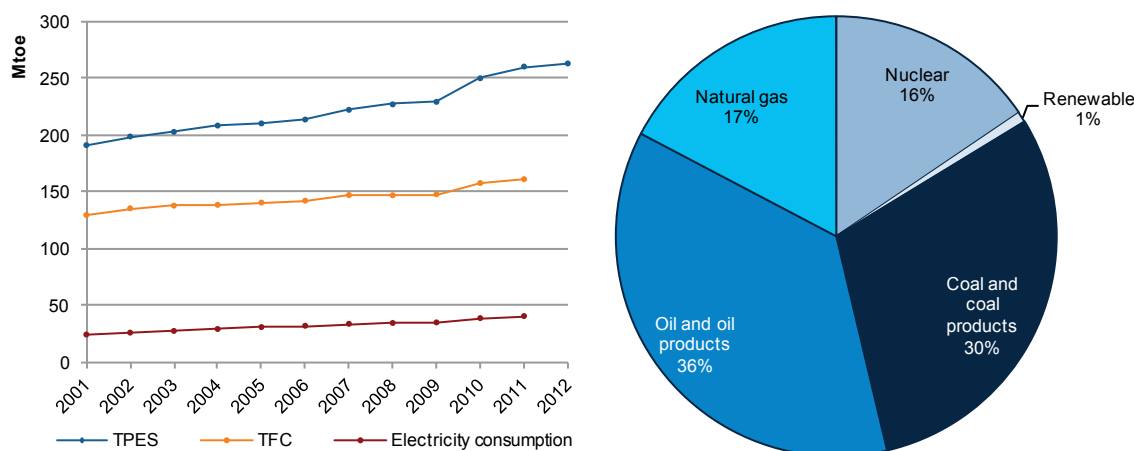 Mtoe
300
250
200
150
100
50
0
2001
2002
2003
2004
2005
2006
2007
2008
2009
2010
2011
2012
TPES
TFC
Electricity consumption
Nuclear
16%
Renewable
1%
Natural gas
17%
Coal and
coal
products
30%
Oil and oil
products
36%